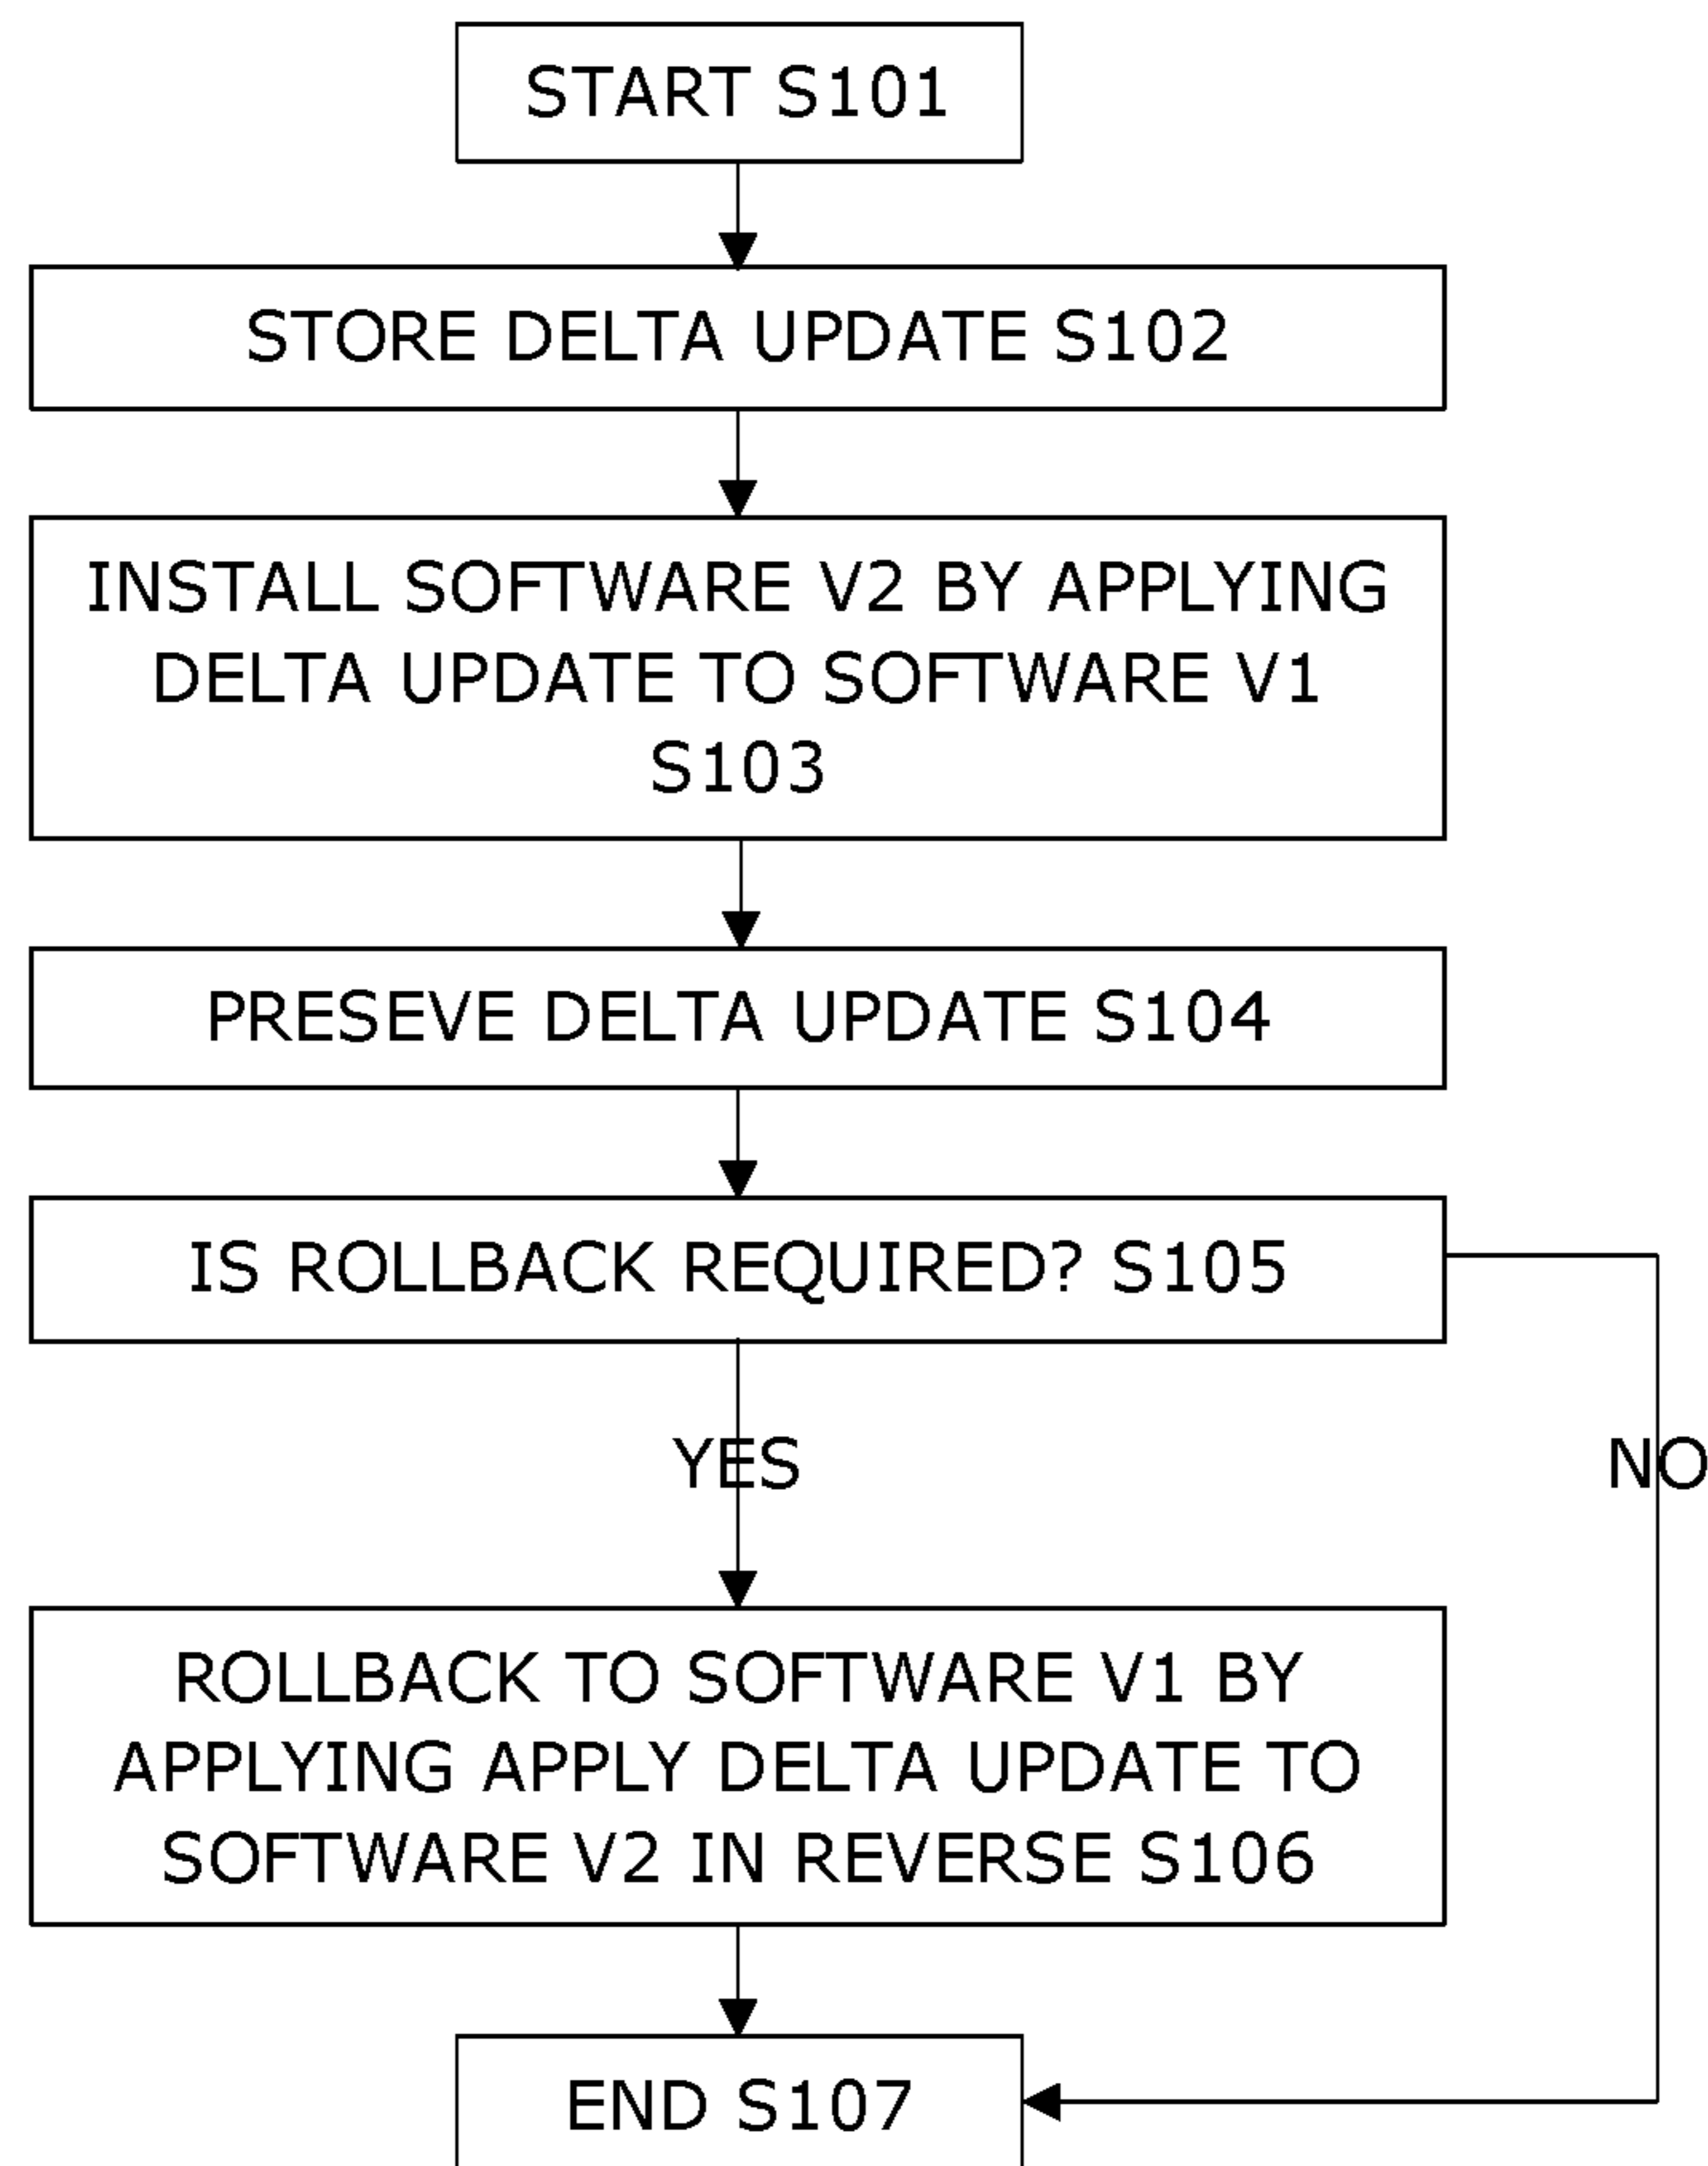 START S101
STORE DELTA UPDATE S102
INSTALL SOFTWARE V2 BY APPLYING
DELTA UPDATE TO SOFTWARE V1
S103
PRESEVE DELTA UPDATE S104
IS ROLLBACK REQUIRED? S105
YES
NO
ROLLBACK TO SOFTWARE V1 BY
APPLYING APPLY DELTA UPDATE TO
SOFTWARE V2 IN REVERSE S106
END S107